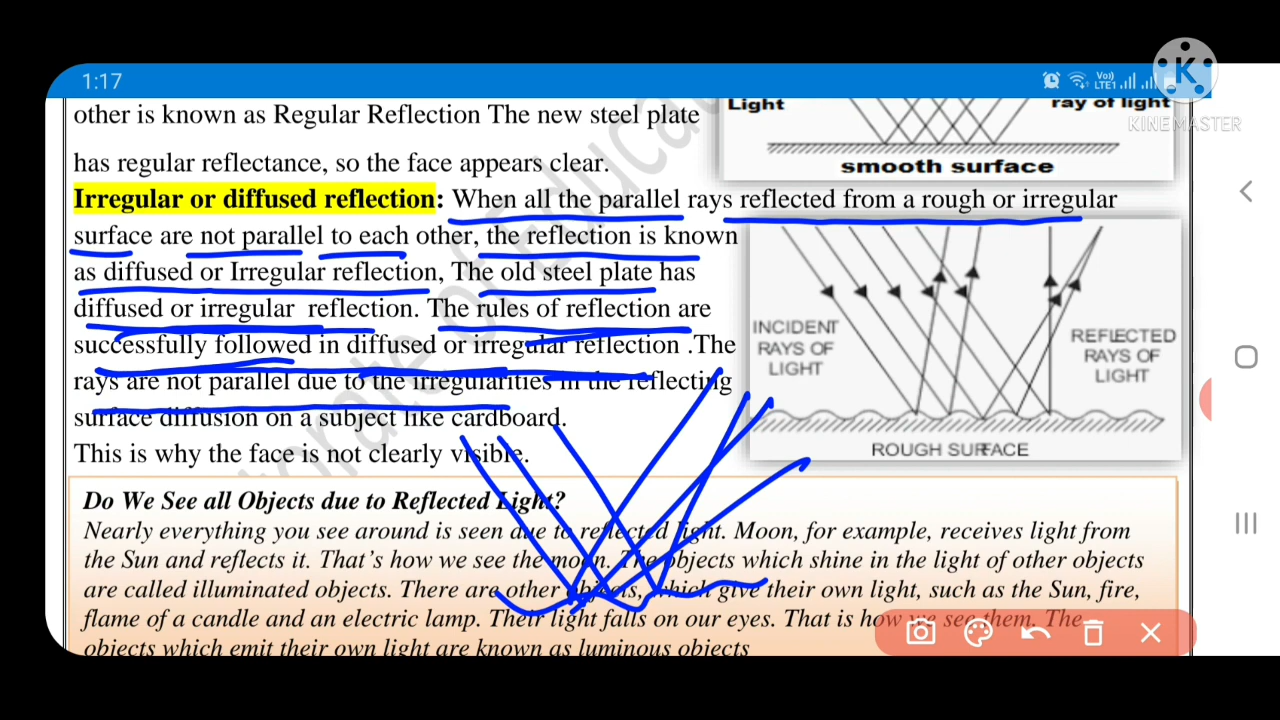 1:17
Vo))
LTE1
K
KINEMASTER
other is known as Regular Reflection The new steel plate
has regular reflectance, so the face appears clear.
Light
ray of light
smooth surface
Irregular or diffused reflection: When all the parallel rays reflected from a rough or irregular
surface are not parallel to each other, the reflection is known
as diffused or Irregular reflection, The old steel plate has
diffused or irregular reflection. The rules of reflection are
successfully followed in diffused or irregular reflection .The
rays are not parallel due to the irregularities in the reflecting
surface diffusion on a subject like cardboard.
This is why the face is not clearly visible.
INCIDENT
RAYS OF
LIGHT
REFLECTED
RAYS OF
LIGHT
ROUGH SURFACE
Do We See all Objects due to Reflected Light?
Nearly everything you see around is seen due to reflected light. Moon, for example, receives light from
the Sun and reflects it. That's how we see the moon. The objects which shine in the light of other objects
are called illuminated objects. There are other objects, which give their own light, such as the Sun, fire,
flame of a candle and an electric lamp. Their light falls on our eyes. That is how we see them. The
objects which emit their own light are known as luminous objects